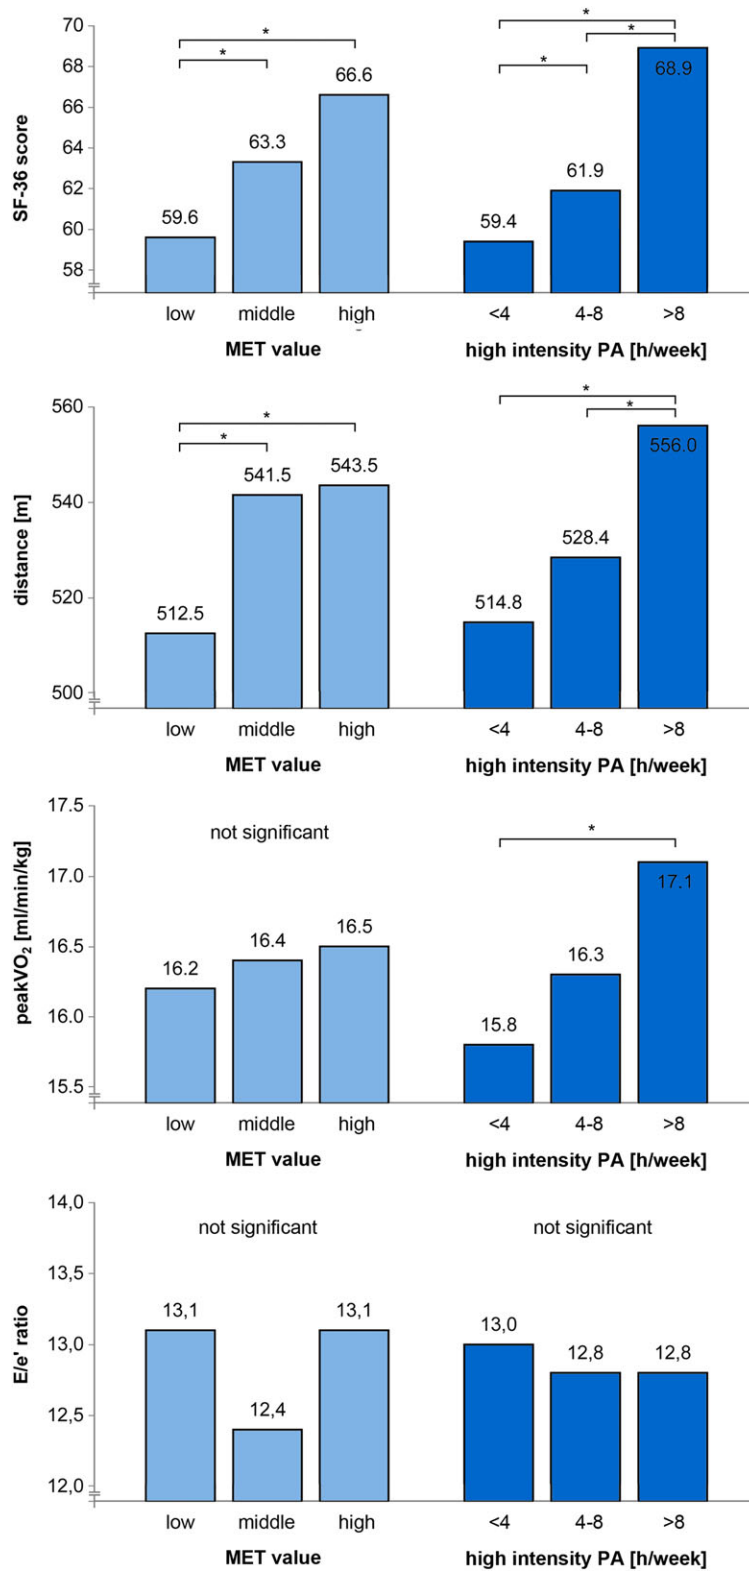 70
68
66
64
62
60
58
SF-36 score
* * * * *
59.6 63.3 66.6 59.4 61.9 68.9
low middle high <4 4-8 >8
MET value high intensity PA [h/week]
560
540
520
500
distance [m]
* * * *
512.5 541.5 543.5 514.8 528.4 556.0
low middle high <4 4-8 >8
MET value high intensity PA [h/week]
17.5
17.0
16.5
16.0
15.5
peakVO₂ [ml/min/kg]
not significant *
16.2 16.4 16.5 15.8 16.3 17.1
low middle high <4 4-8 >8
MET value high intensity PA [h/week]
14,0
13,5
13,0
12,5
12,0
E/e' ratio
not significant not significant
13,1 12,4 13,1 13,0 12,8 12,8
low middle high <4 4-8 >8
MET value high intensity PA [h/week]